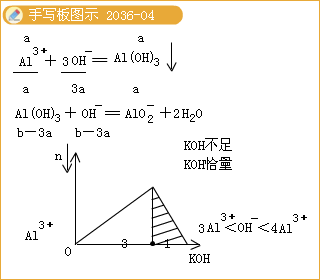 手写板图示 2036-04
a a
Al³⁺ + 3OH⁻ = Al(OH)₃ ↓
a 3a a
Al(OH)₃ + OH⁻ = AlO₂⁻ + 2H₂O
b-3a b-3a
n KOH不足
KOH恰量
Al³⁺ 3Al³⁺<OH⁻<4Al³⁺
O 3 1
KOH